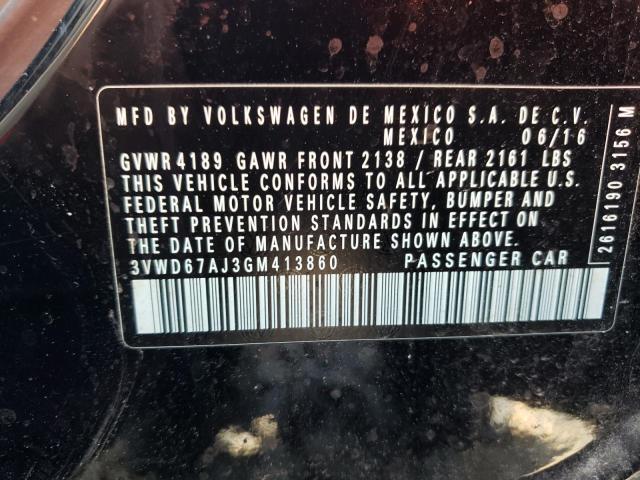 MFD BY VOLKSWAGEN DE MEXICO S.A. DE C.V.
MEXICO 06/16
GVWR 4189 GAWR FRONT 2138 / REAR 2161 LBS
THIS VEHICLE CONFORMS TO ALL APPLICABLE U.S.
FEDERAL MOTOR VEHICLE SAFETY, BUMPER AND
THEFT PREVENTION STANDARDS IN EFFECT ON
THE DATE OF MANUFACTURE SHOWN ABOVE.
3VWD67AJ3GM413860 PASSENGER CAR
2616190 3156 M